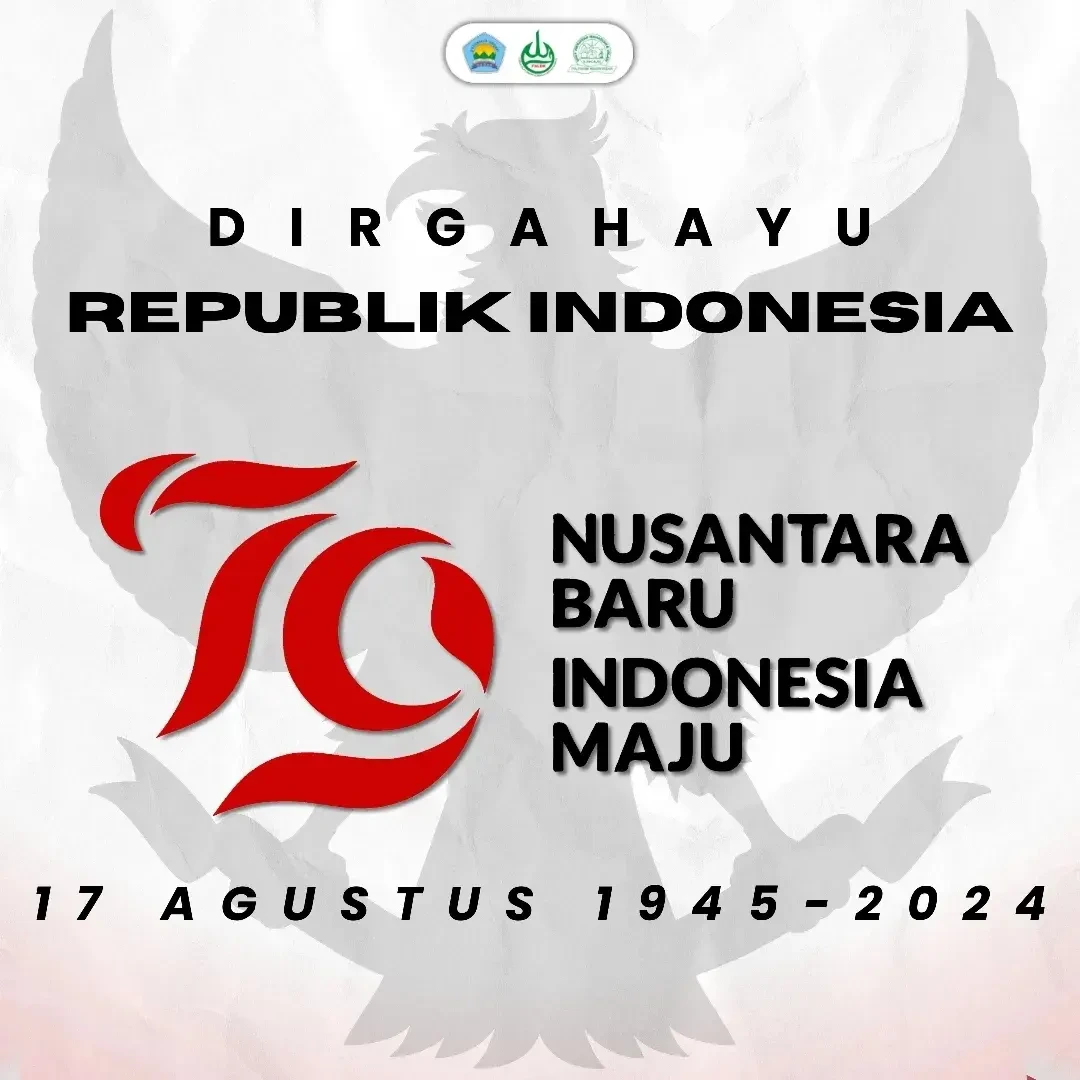 DIRGAHAYU
REPUBLIK INDONESIA
79
NUSANTARA
BARU
INDONESIA
MAJU
17 AGUSTUS 1945-2024